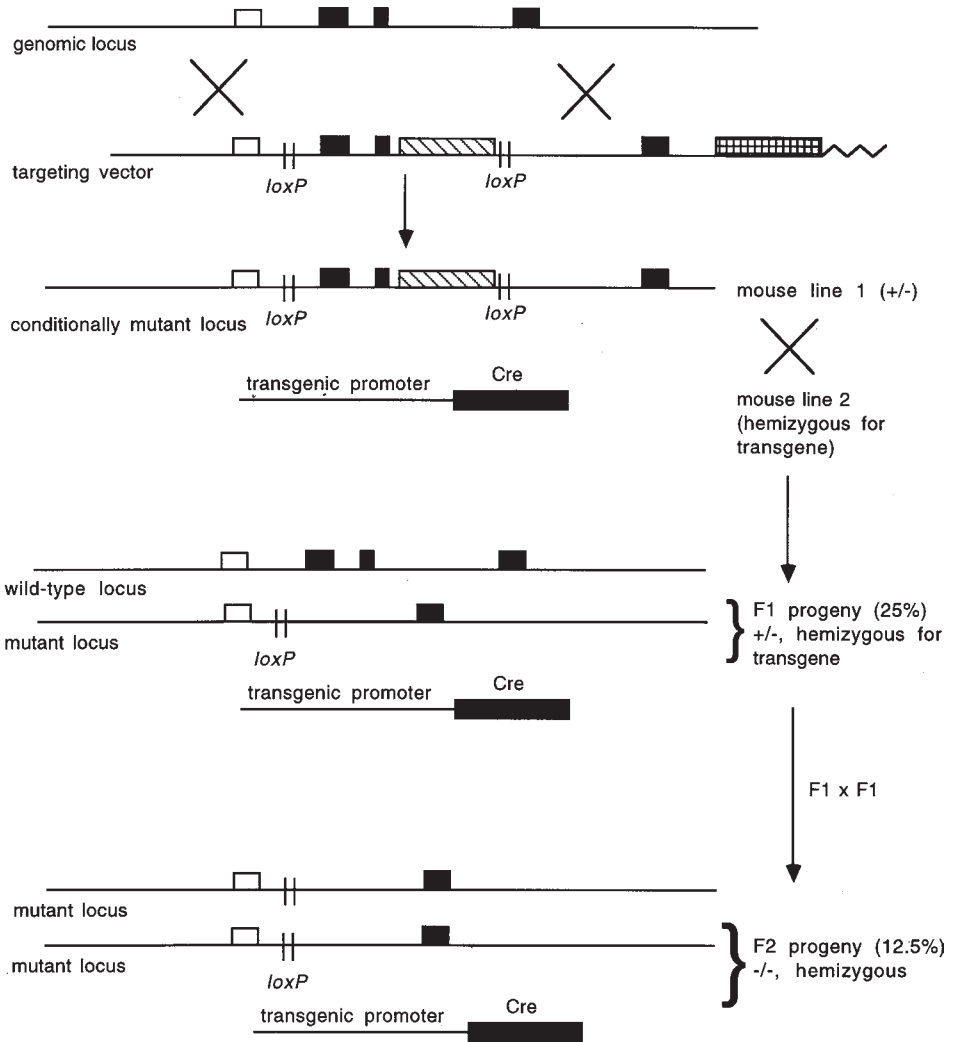 genomic locus
targeting vector
loxP
loxP
conditionally mutant locus
loxP
loxP
mouse line 1 (+/-)
transgenic promoter
Cre
mouse line 2
(hemizygous for
transgene)
wild-type locus
mutant locus
loxP
F1 progeny (25%)
+/-, hemizygous for
transgene
transgenic promoter
Cre
F1 x F1
mutant locus
mutant locus
loxP
F2 progeny (12.5%)
-/-, hemizygous
transgenic promoter
Cre